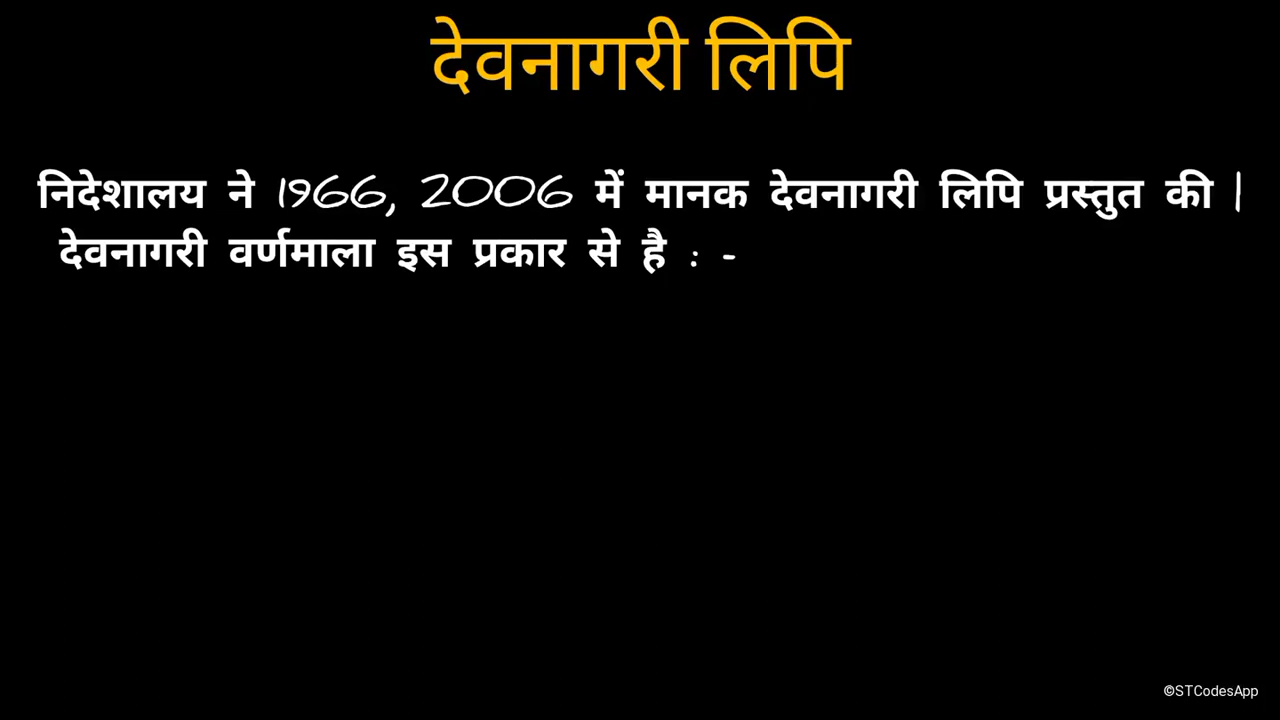 देवनागरी लिपि
निदेशालय ने 1966, 2006 में मानक देवनागरी लिपि प्रस्तुत की |
देवनागरी वर्णमाला इस प्रकार से है : -
©STCodesApp